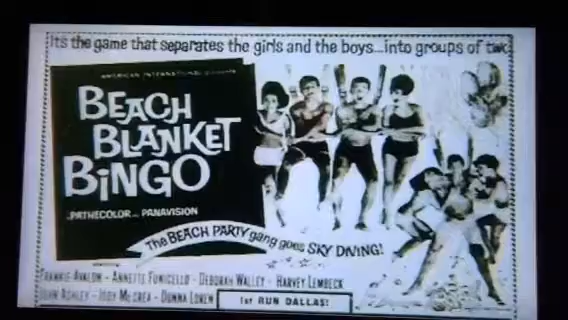 Its the game that separates the girls and the boys...into groups of two!
AMERICAN INTERNATIONAL
BEACH
BLANKET
BINGO
PATHECOLOR and PANAVISION
The BEACH PARTY gang goes SKY DIVING!
FRANKIE AVALON - ANNETTE FUNICELLO - DEBORAH WALLEY - HARVEY LEMBECK
JOHN ASHLEY - JODY McCREA - DONNA LOREN
1st RUN DALLAS!